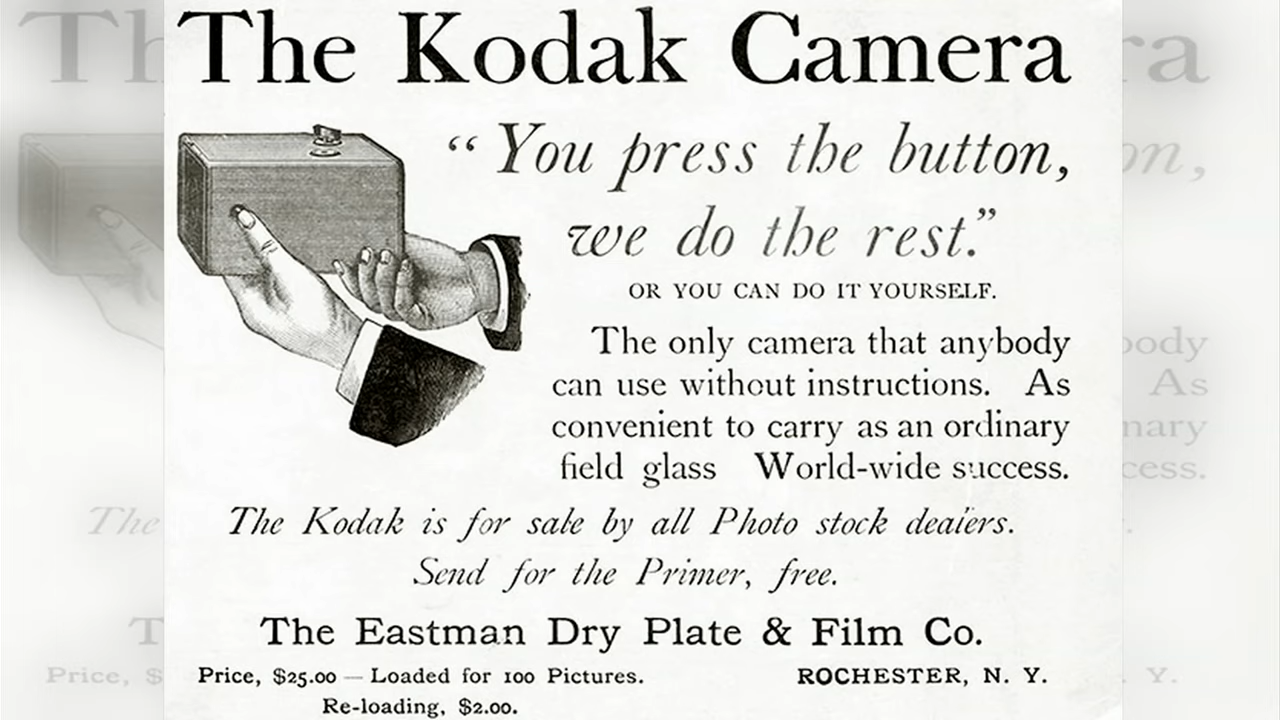 The Kodak Camera
“You press the button,
we do the rest.”
OR YOU CAN DO IT YOURSELF.
The only camera that anybody
can use without instructions. As
convenient to carry as an ordinary
field glass World-wide success.
The Kodak is for sale by all Photo stock dealers.
Send for the Primer, free.
The Eastman Dry Plate & Film Co.
Price, $25.00 — Loaded for 100 Pictures. ROCHESTER, N. Y.
Re-loading, $2.00.